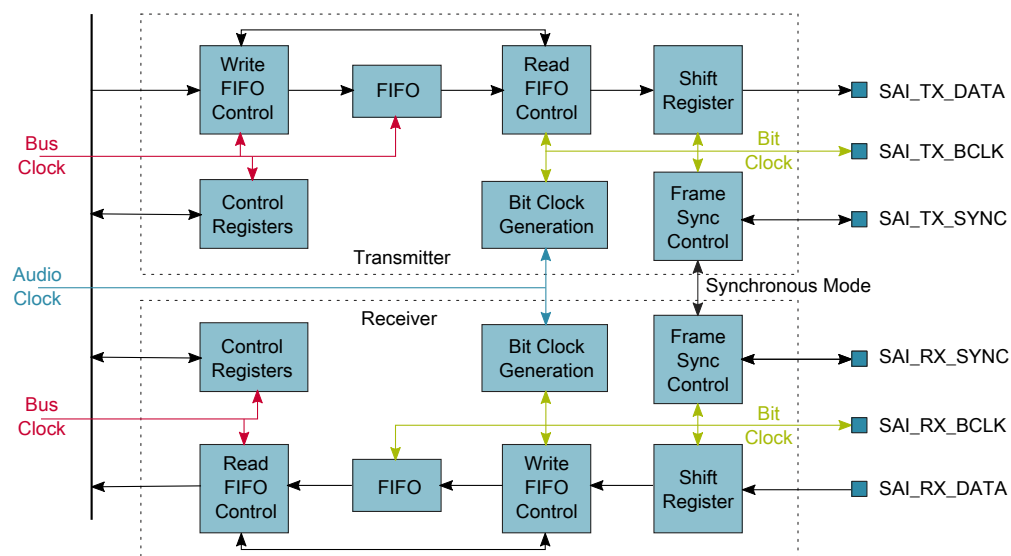 Write
FIFO
Control
FIFO
Read
FIFO
Control
Shift
Register
SAI_TX_DATA
Bus
Clock
Bit
Clock
SAI_TX_BCLK
Control
Registers
Bit Clock
Generation
Frame
Sync
Control
SAI_TX_SYNC
Transmitter
Audio
Clock
Synchronous Mode
Receiver
Control
Registers
Bit Clock
Generation
Frame
Sync
Control
SAI_RX_SYNC
Bus
Clock
Bit
Clock
SAI_RX_BCLK
Read
FIFO
Control
FIFO
Write
FIFO
Control
Shift
Register
SAI_RX_DATA